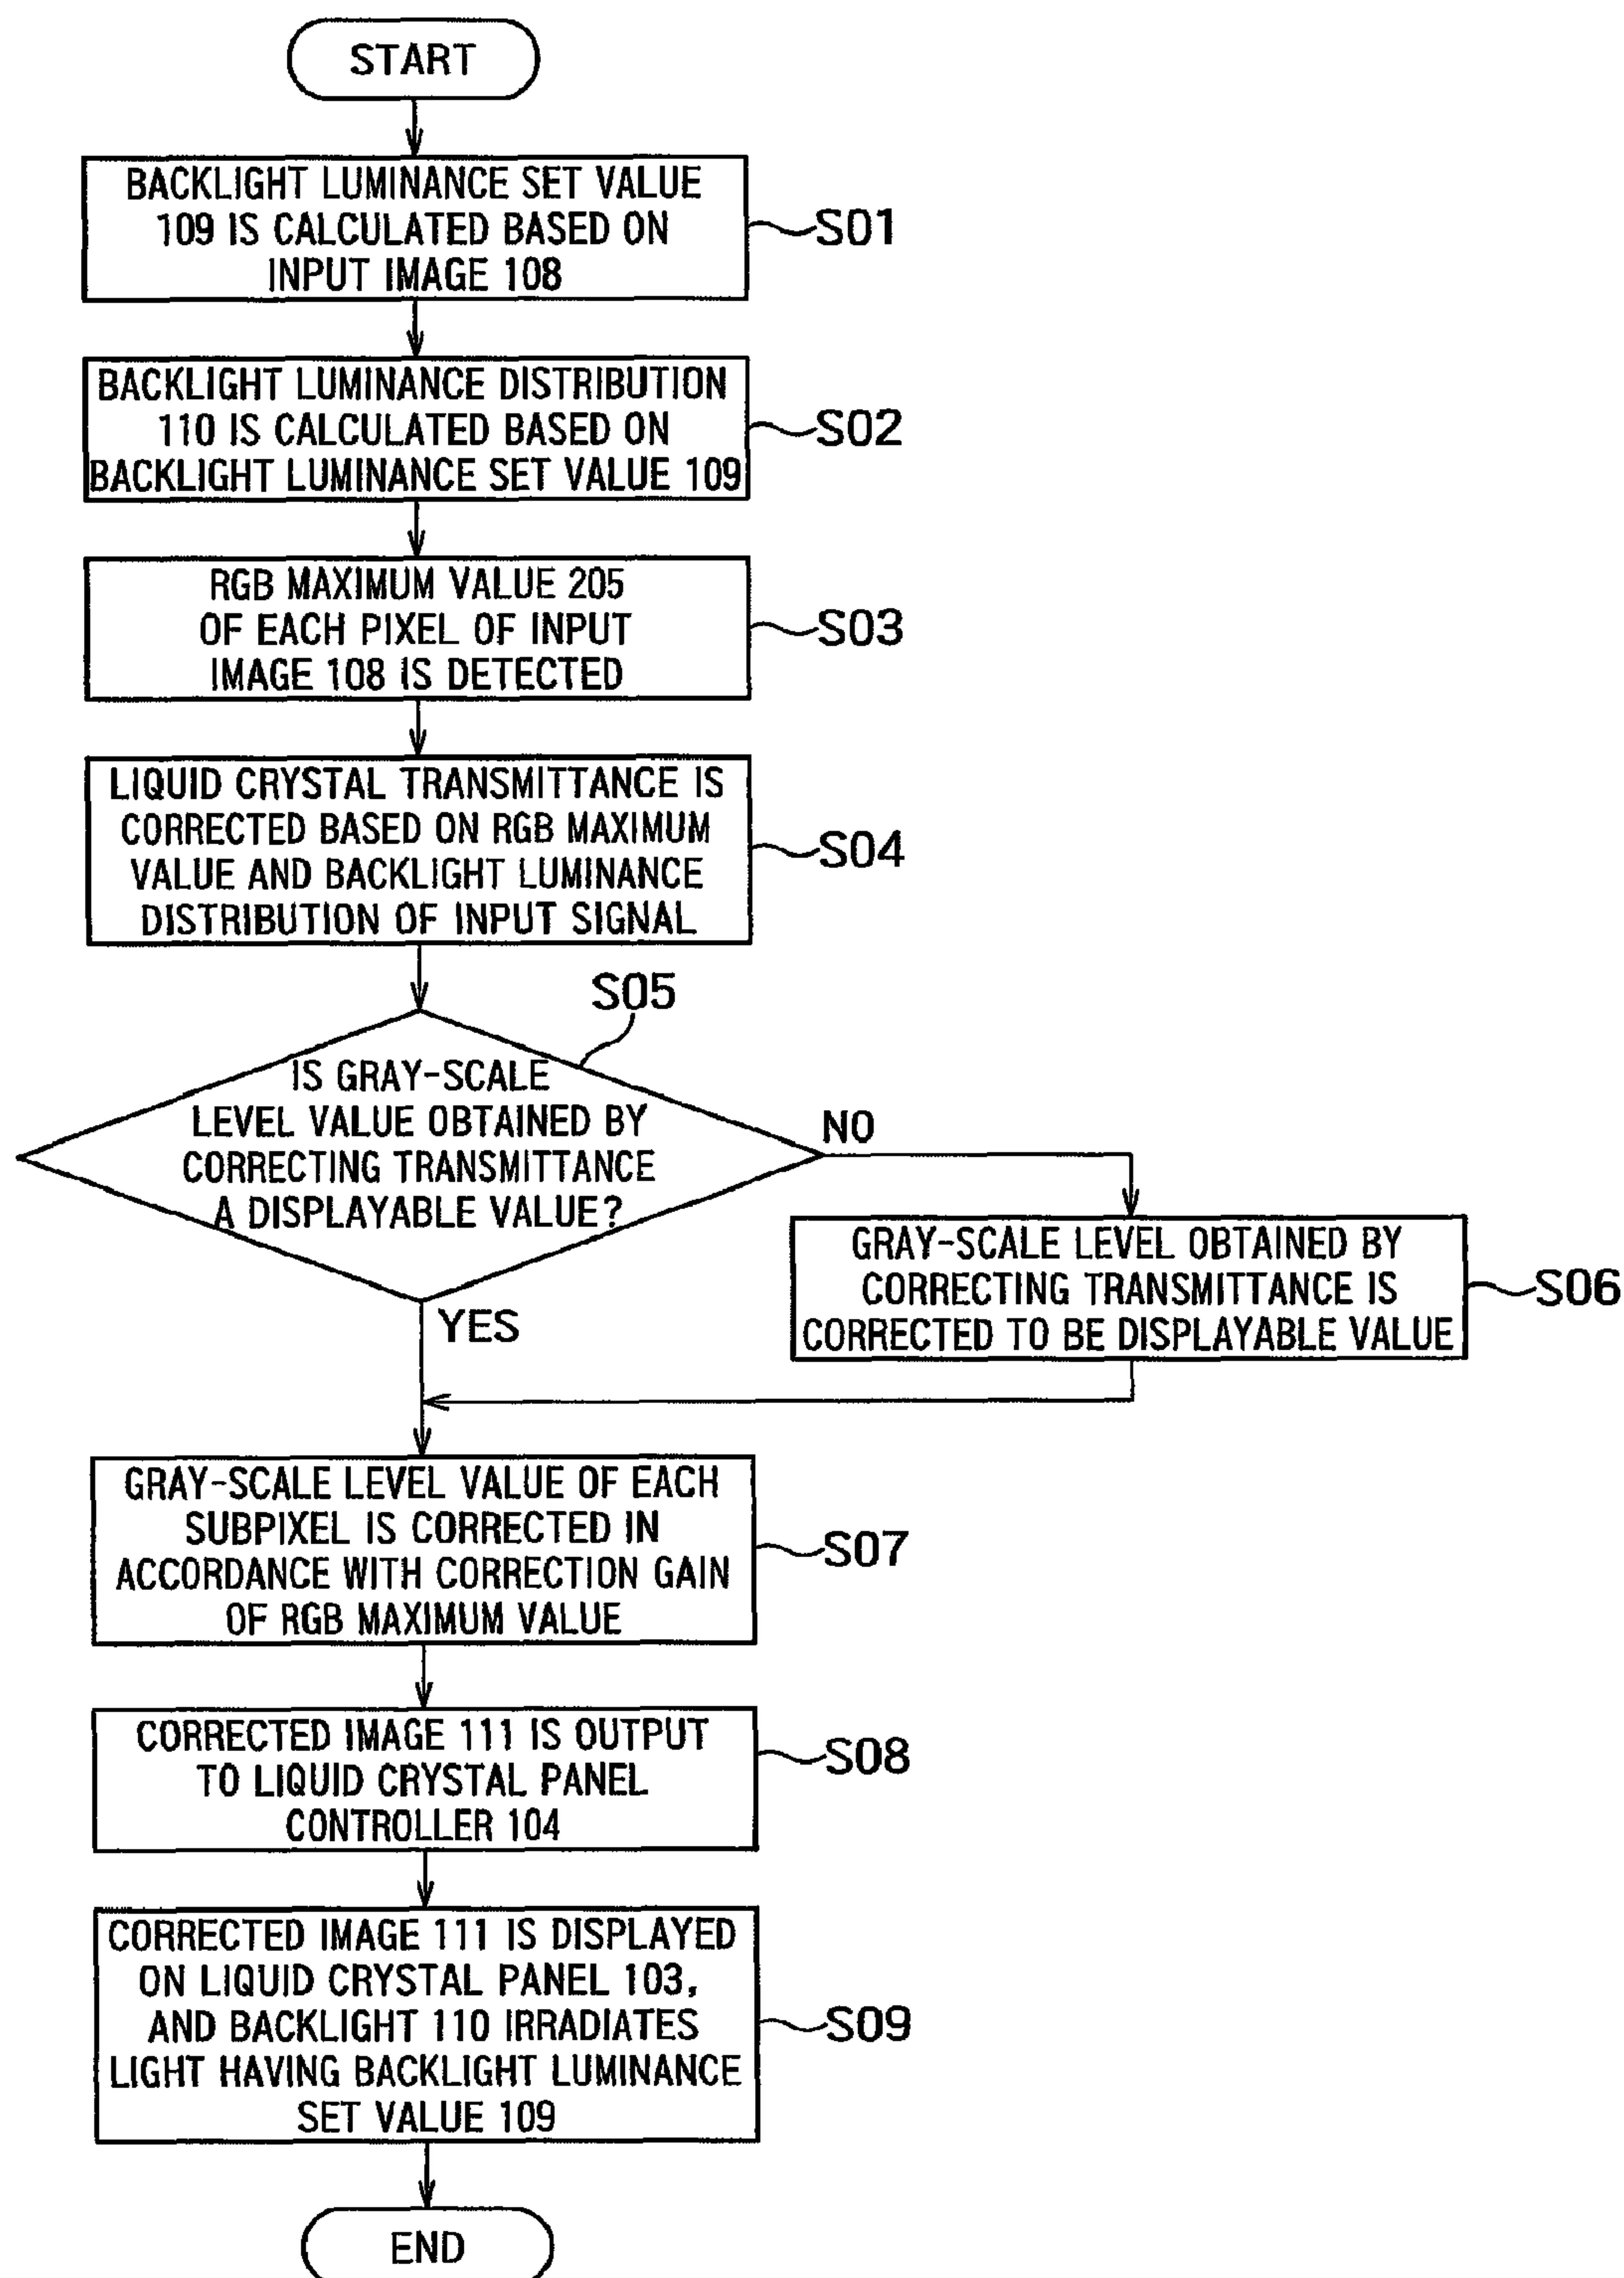 START
BACKLIGHT LUMINANCE SET VALUE
109 IS CALCULATED BASED ON
INPUT IMAGE 108
S01
BACKLIGHT LUMINANCE DISTRIBUTION
110 IS CALCULATED BASED ON
BACKLIGHT LUMINANCE SET VALUE 109
S02
RGB MAXIMUM VALUE 205
OF EACH PIXEL OF INPUT
IMAGE 108 IS DETECTED
S03
LIQUID CRYSTAL TRANSMITTANCE IS
CORRECTED BASED ON RGB MAXIMUM
VALUE AND BACKLIGHT LUMINANCE
DISTRIBUTION OF INPUT SIGNAL
S04
S05
IS GRAY-SCALE
LEVEL VALUE OBTAINED BY
CORRECTING TRANSMITTANCE
A DISPLAYABLE VALUE?
NO
YES
GRAY-SCALE LEVEL OBTAINED BY
CORRECTING TRANSMITTANCE IS
CORRECTED TO BE DISPLAYABLE VALUE
S06
GRAY-SCALE LEVEL VALUE OF EACH
SUBPIXEL IS CORRECTED IN
ACCORDANCE WITH CORRECTION GAIN
OF RGB MAXIMUM VALUE
S07
CORRECTED IMAGE 111 IS OUTPUT
TO LIQUID CRYSTAL PANEL
CONTROLLER 104
S08
CORRECTED IMAGE 111 IS DISPLAYED
ON LIQUID CRYSTAL PANEL 103,
AND BACKLIGHT 110 IRRADIATES
LIGHT HAVING BACKLIGHT LUMINANCE
SET VALUE 109
S09
END